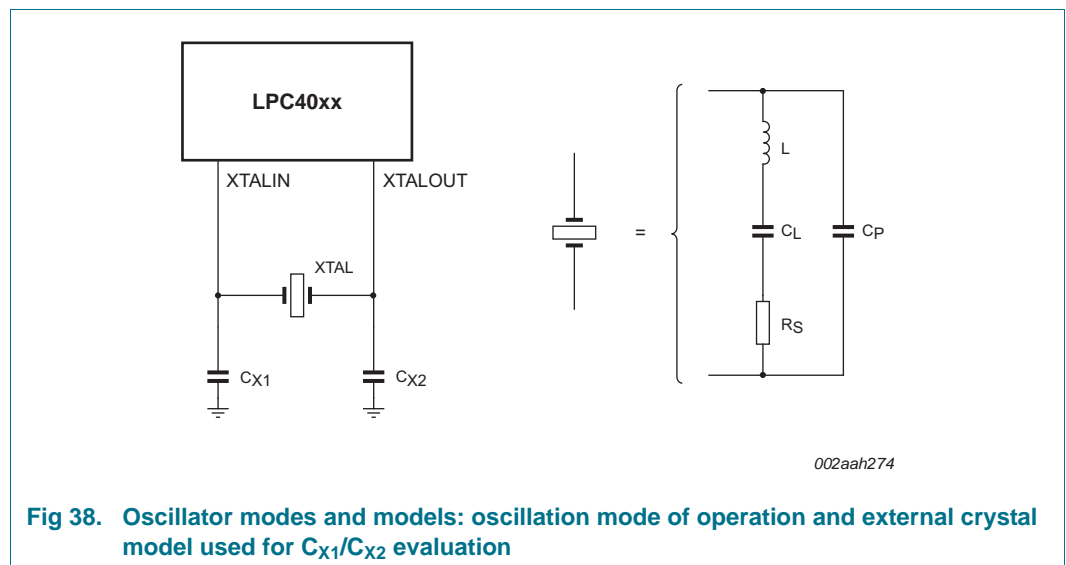 LPC40xx
XTALIN
XTALOUT
XTAL
CX1
CX2
=
L
CL
CP
RS
002aah274
Fig 38. Oscillator modes and models: oscillation mode of operation and external crystal
model used for CX1/CX2 evaluation